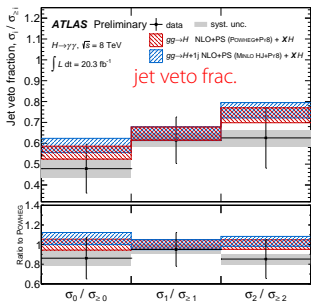 ATLAS Preliminary
data
syst. unc.
H→γγ, √s = 8 TeV
∫ L dt = 20.3 fb⁻¹
gg→H NLO+PS (POWHEG+PY8) + XH
gg→H+1j NLO+PS (MINLO HJ+PY8) + XH
jet veto frac.
Jet veto fraction, σᵢ / σ≥ᵢ
1.1
1
0.9
0.8
0.7
0.6
0.5
0.4
Ratio to POWHEG
1.4
1.2
1
0.8
0.6
σ₀ / σ≥₀
σ₁ / σ≥₁
σ₂ / σ≥₂